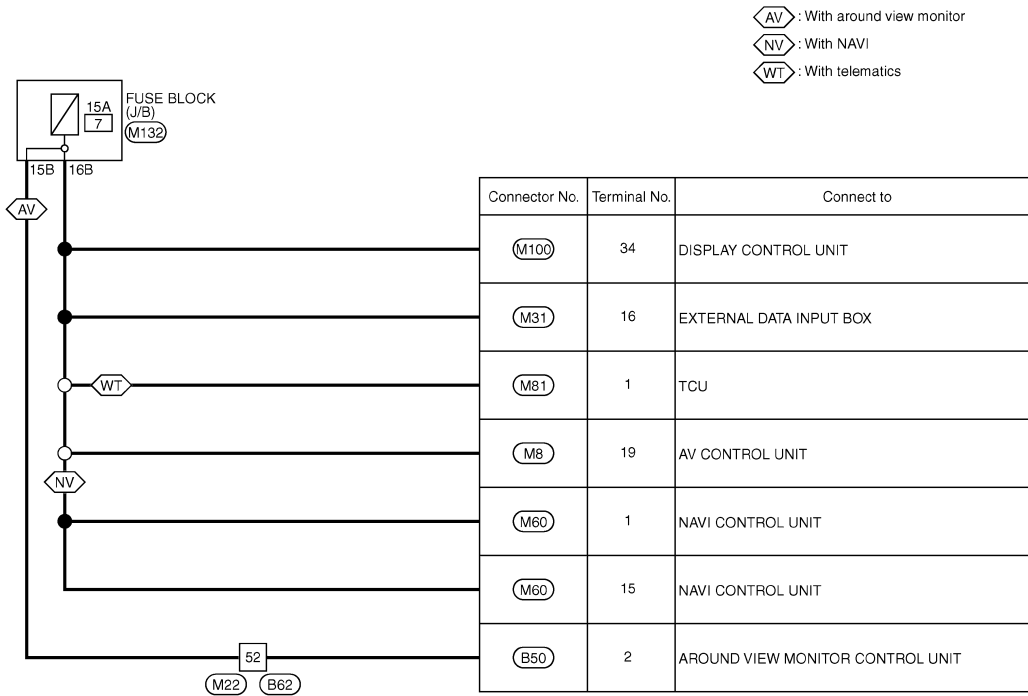 AV : With around view monitor
NV : With NAVI
WT : With telematics
FUSE BLOCK
(J/B)
M132
15A
7
15B 16B
AV
Connector No. Terminal No. Connect to
M100 34 DISPLAY CONTROL UNIT
M31 16 EXTERNAL DATA INPUT BOX
WT M81 1 TCU
M8 19 AV CONTROL UNIT
NV
M60 1 NAVI CONTROL UNIT
M60 15 NAVI CONTROL UNIT
52 B50 2 AROUND VIEW MONITOR CONTROL UNIT
M22 B62